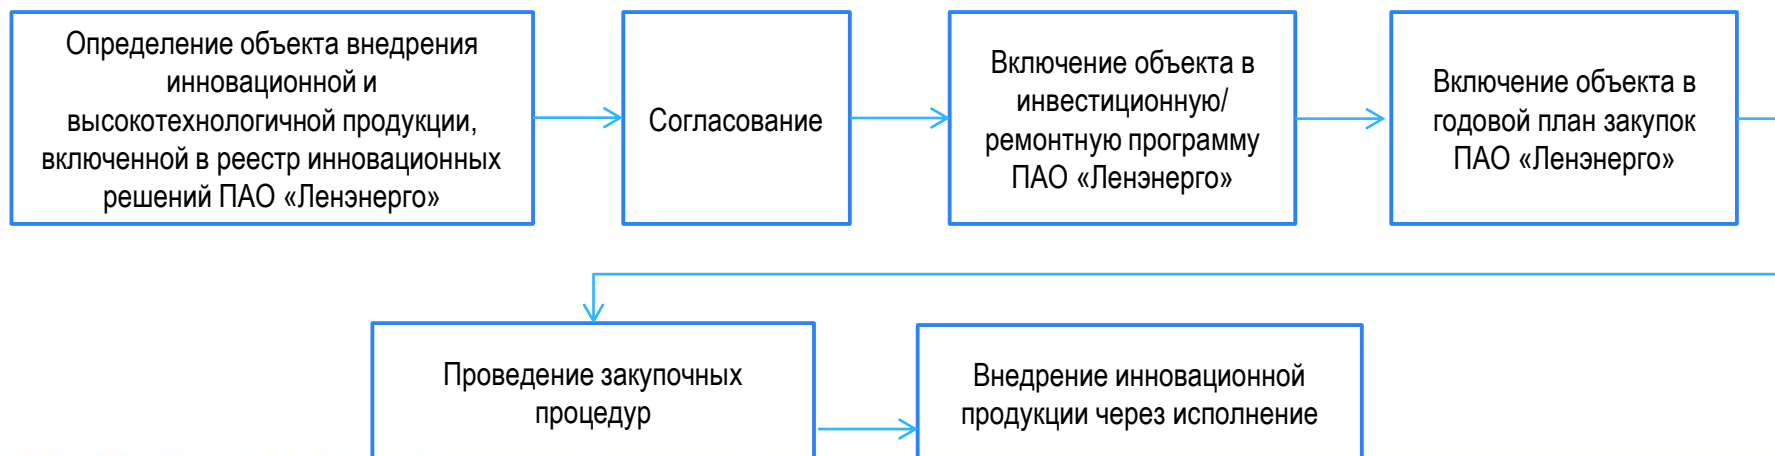 Определение объекта внедрения
инновационной и
высокотехнологичной продукции,
включенной в реестр инновационных
решений ПАО «Ленэнерго»
Согласование
Включение объекта в
инвестиционную/
ремонтную программу
ПАО «Ленэнерго»
Включение объекта в
годовой план закупок
ПАО «Ленэнерго»
Проведение закупочных
процедур
Внедрение инновационной
продукции через исполнение